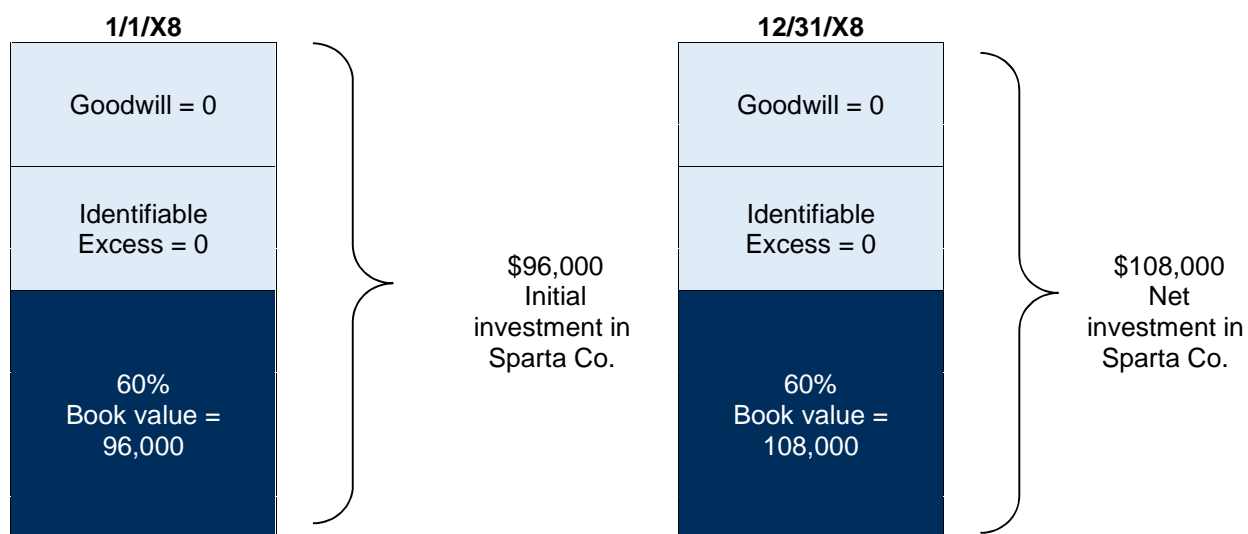 1/1/X8
Goodwill = 0
Identifiable
Excess = 0
60%
Book value =
96,000
$96,000
Initial
investment in
Sparta Co.
12/31/X8
Goodwill = 0
Identifiable
Excess = 0
60%
Book value =
108,000
$108,000
Net
investment in
Sparta Co.